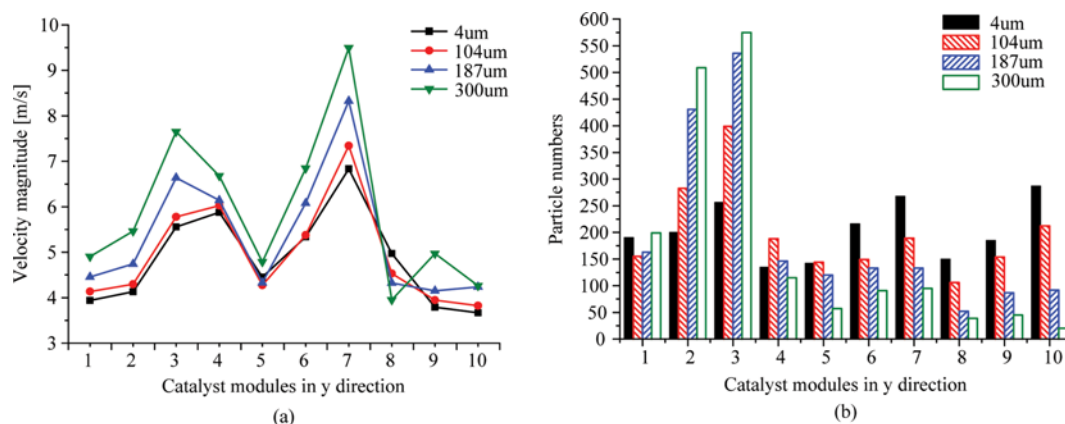 10
9
8
7
6
5
4
3
Velocity magnitude [m/s]
4um
104um
187um
300um
1 2 3 4 5 6 7 8 9 10
Catalyst modules in y direction
(a)
600
550
500
450
400
350
300
250
200
150
100
50
0
Particle numbers
4um
104um
187um
300um
1 2 3 4 5 6 7 8 9 10
Catalyst modules in y direction
(b)